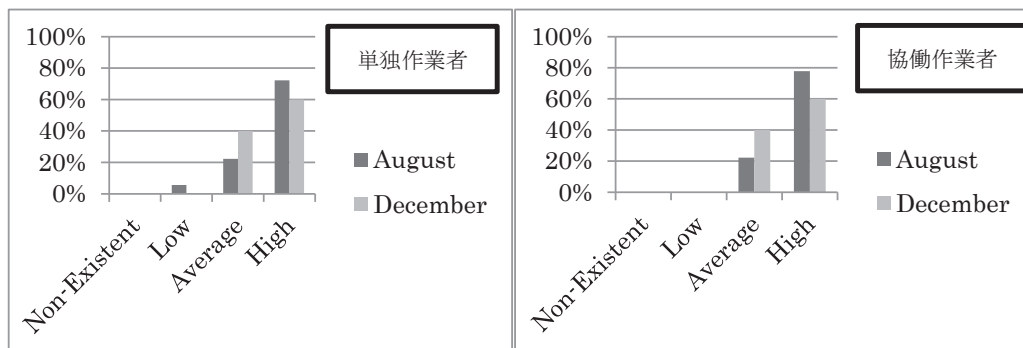 単独作業者
100%
80%
60%
40%
20%
0%
August
December
Non-Existent
Low
Average
High
協働作業者
100%
80%
60%
40%
20%
0%
August
December
Non-Existent
Low
Average
High